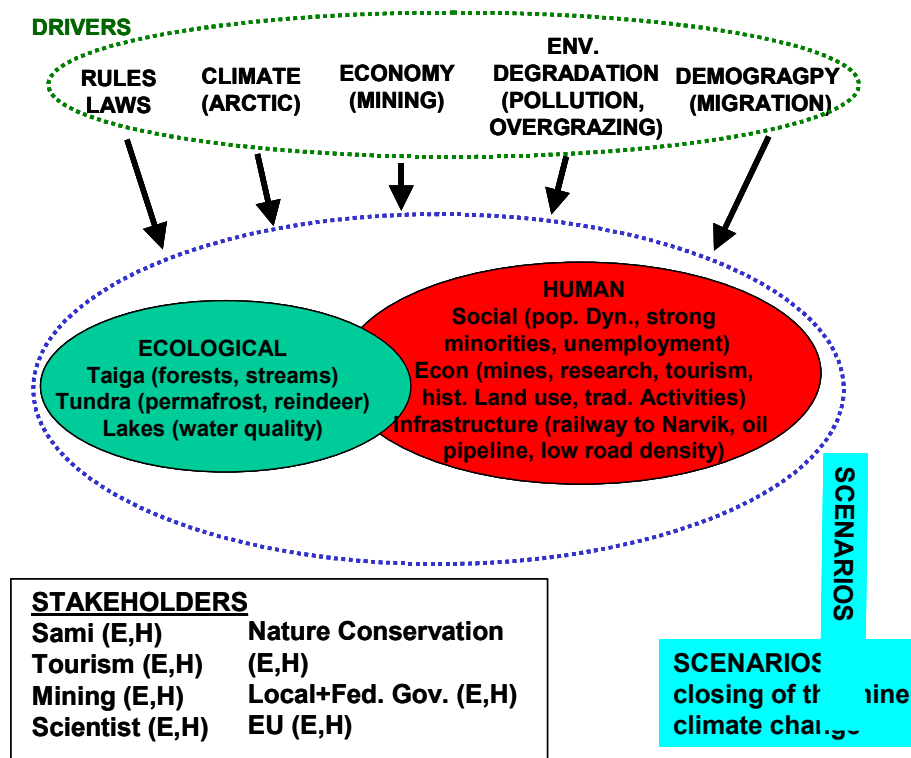 DRIVERS
RULES
LAWS
CLIMATE
(ARCTIC)
ECONOMY
(MINING)
ENV.
DEGRADATION
(POLLUTION,
OVERGRAZING)
DEMOGRAGPY
(MIGRATION)
ECOLOGICAL
Taiga (forests, streams)
Tundra (permafrost, reindeer)
Lakes (water quality)
HUMAN
Social (pop. Dyn., strong
minorities, unemployment)
Econ (mines, research, tourism,
hist. Land use, trad. Activities)
Infrastructure (railway to Narvik, oil
pipeline, low road density)
SCENARIOS
STAKEHOLDERS
Sami (E,H)
Tourism (E,H)
Mining (E,H)
Scientist (E,H)
Nature Conservation
(E,H)
Local+Fed. Gov. (E,H)
EU (E,H)
SCENARIOS
closing of
climate